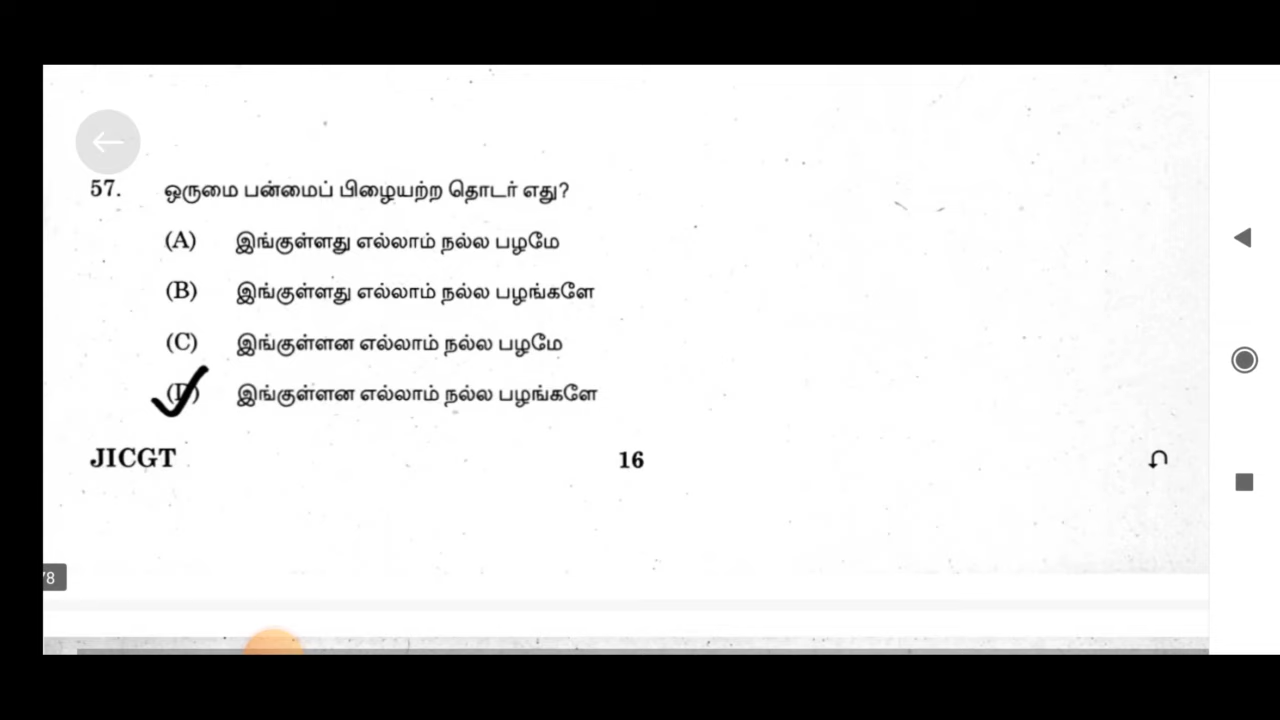 57. ஒருமை பன்மைப் பிழையற்ற தொடர் எது?
(A) இங்குள்ளது எல்லாம் நல்ல பழமே
(B) இங்குள்ளது எல்லாம் நல்ல பழங்களே
(C) இங்குள்ளன எல்லாம் நல்ல பழமே
(D) இங்குள்ளன எல்லாம் நல்ல பழங்களே
JICGT 16